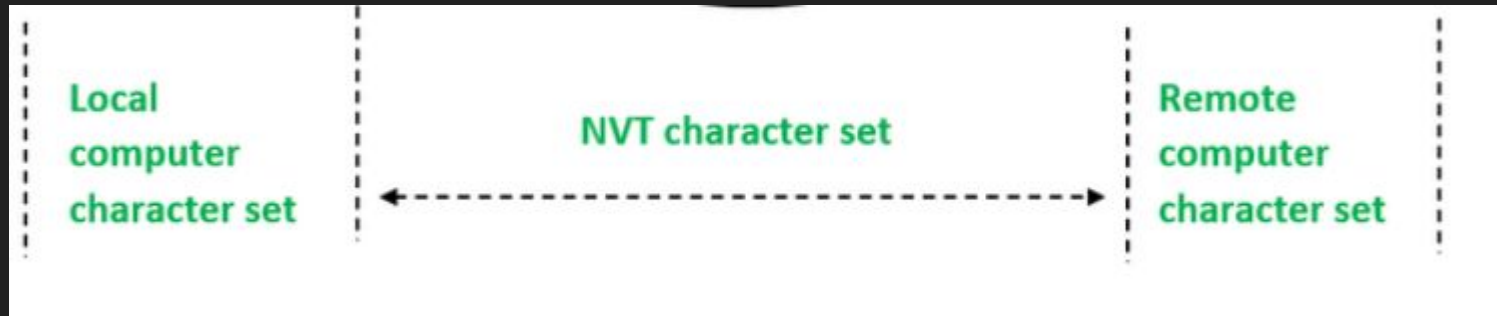 Local
computer
character set
NVT character set
Remote
computer
character set